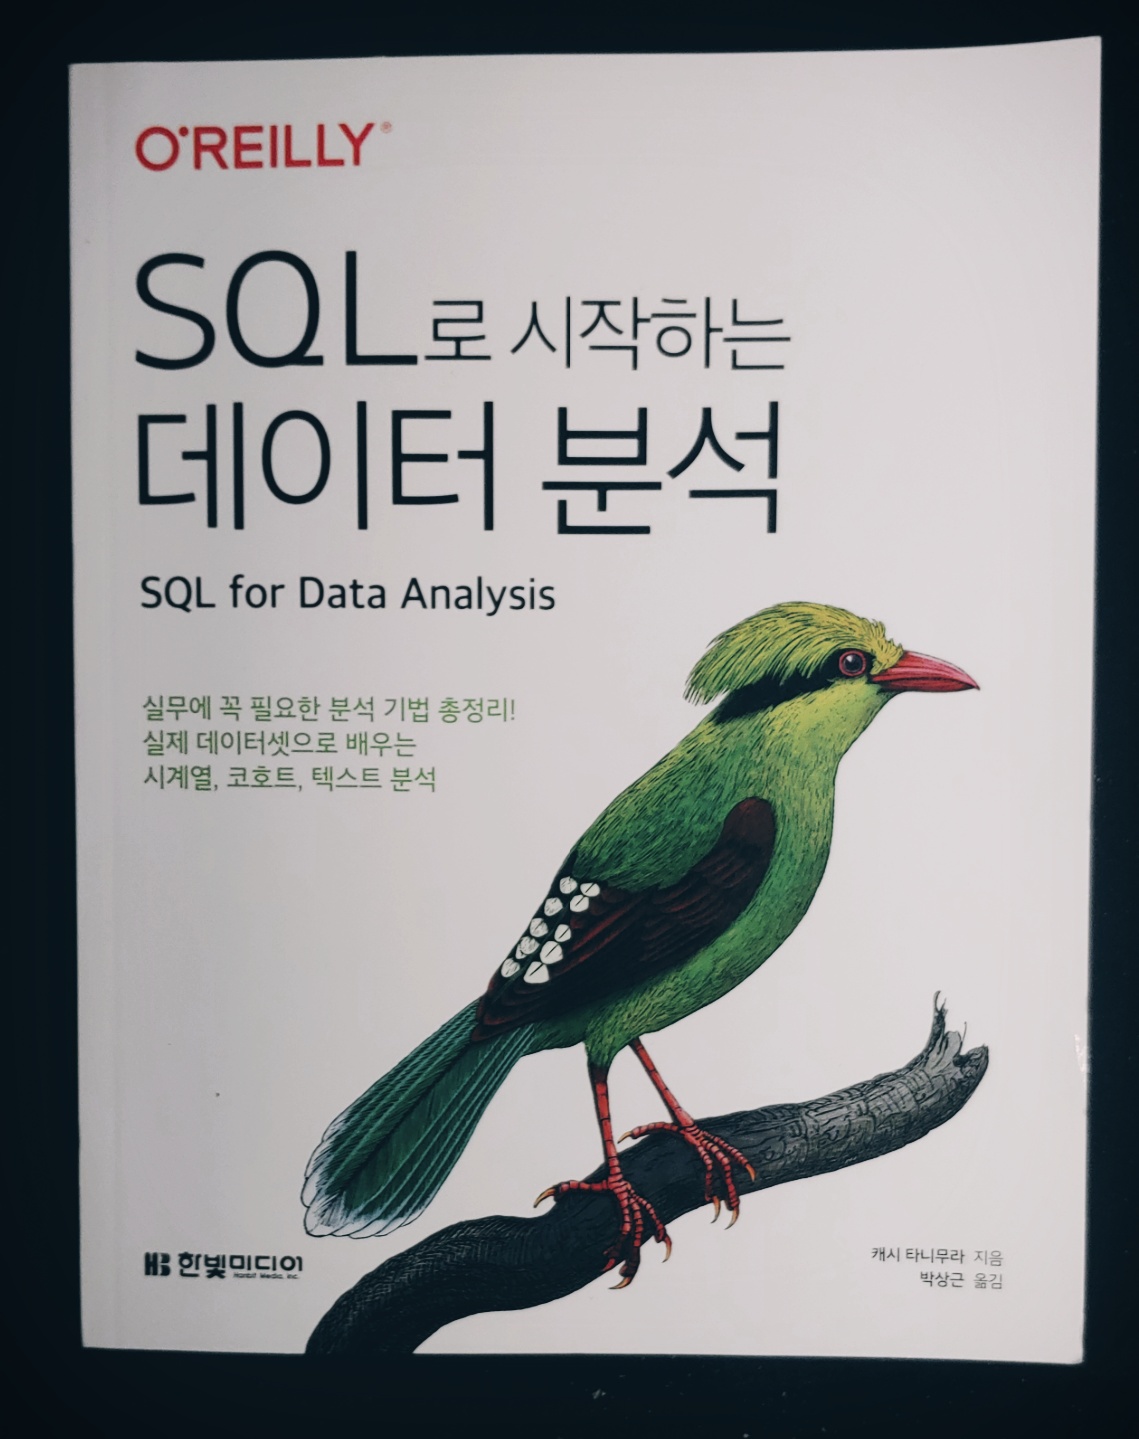 O'REILLY®
SQL로 시작하는
데이터 분석
SQL for Data Analysis
실무에 꼭 필요한 분석 기법 총정리!
실제 데이터셋으로 배우는
시계열, 코호트, 텍스트 분석
HB 한빛미디어
Hanbit Media, Inc.
캐시 타니무라 지음
박상근 옮김